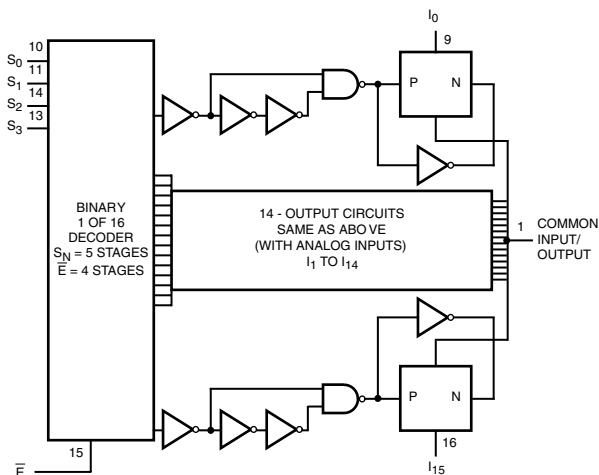 I0
10
9
S0
11
S1
14
S2
13
S3
P N
BINARY
1 OF 16
DECODER
SN = 5 STAGES
E̅ = 4 STAGES
14 - OUTPUT CIRCUITS
SAME AS ABOVE
(WITH ANALOG INPUTS)
I1 TO I14
1
COMMON
INPUT/
OUTPUT
P N
15
16
E̅
I15